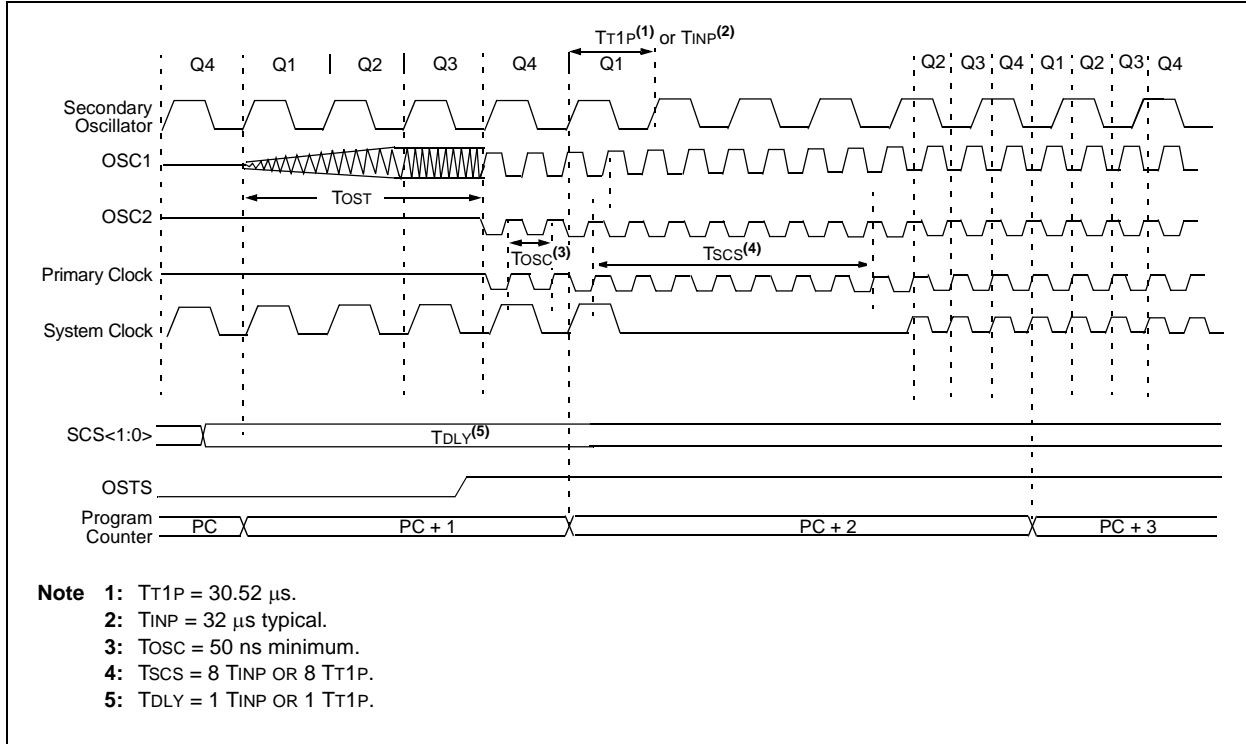 TT1P(1) or TINP(2)
Q4 Q1 Q2 Q3 Q4 Q1 Q2 Q3 Q4 Q1 Q2 Q3 Q4
Secondary
Oscillator
OSC1
TOST
OSC2
TOSC(3) TSCS(4)
Primary Clock
System Clock
SCS<1:0> TDLY(5)
OSTS
Program
Counter PC PC + 1 PC + 2 PC + 3
Note 1: TT1P = 30.52 μs.
2: TINP = 32 μs typical.
3: TOSC = 50 ns minimum.
4: TSCS = 8 TINP OR 8 TT1P.
5: TDLY = 1 TINP OR 1 TT1P.